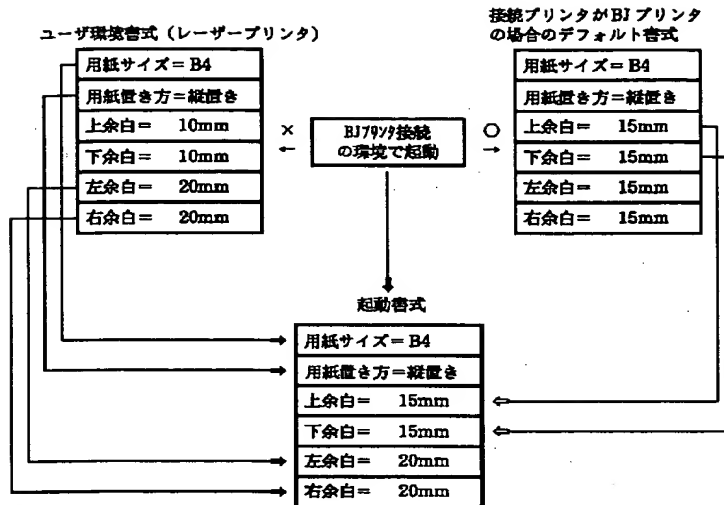 ユーザ環境書式（レーザープリンタ）
用紙サイズ＝B4
用紙置き方＝縦置き
上余白＝ 10mm
下余白＝ 10mm
左余白＝ 20mm
右余白＝ 20mm
×
←
BJプリンタ接続
の環境で起動
○
→
接続プリンタがBJプリンタ
の場合のデフォルト書式
用紙サイズ＝B4
用紙置き方＝縦置き
上余白＝ 15mm
下余白＝ 15mm
左余白＝ 15mm
右余白＝ 15mm
起動書式
用紙サイズ＝B4
用紙置き方＝縦置き
上余白＝ 15mm
下余白＝ 15mm
左余白＝ 20mm
右余白＝ 20mm